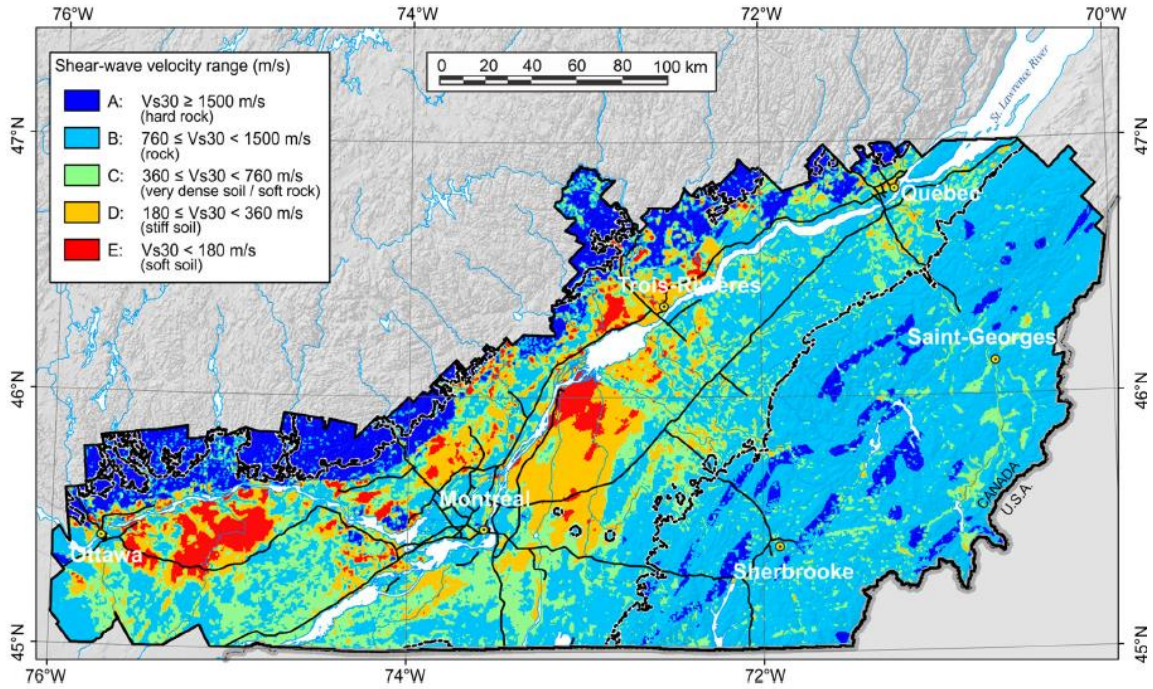 76°W 74°W 72°W 70°W
Shear-wave velocity range (m/s)
A: Vs30 ≥ 1500 m/s
(hard rock)
B: 760 ≤ Vs30 < 1500 m/s
(rock)
C: 360 ≤ Vs30 < 760 m/s
(very dense soil / soft rock)
D: 180 ≤ Vs30 < 360 m/s
(stiff soil)
E: Vs30 < 180 m/s
(soft soil)
0 20 40 60 80 100 km
St. Lawrence River
47°N 47°N
Québec
Trois-Rivières
Saint-Georges
46°N 46°N
Montréal
CANADA
U.S.A.
Ottawa
Sherbrooke
45°N 45°N
76°W 74°W 72°W